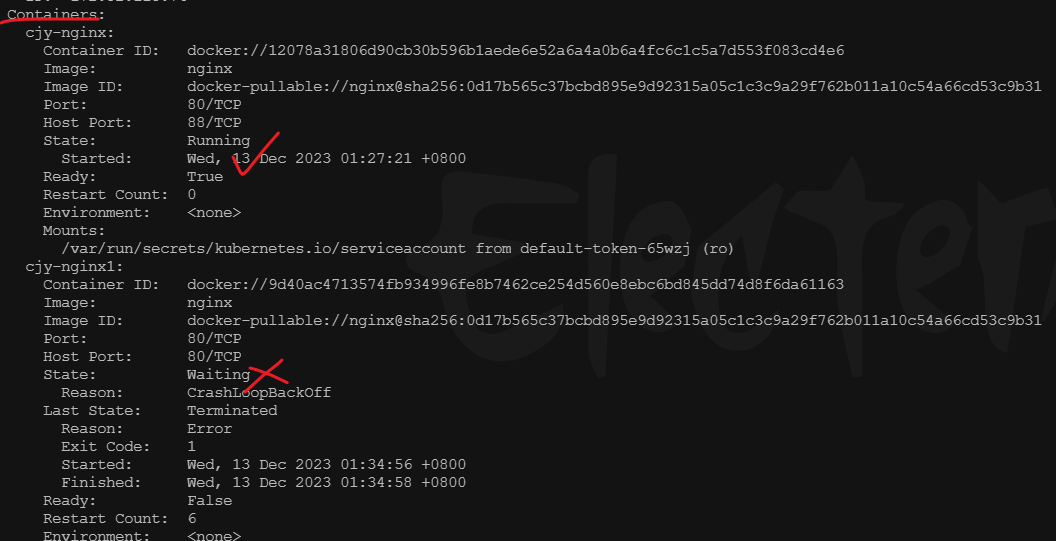 Containers:
cjy-nginx:
Container ID: docker://12078a31806d90cb30b596b1aede6e52a6a4a0b6a4fc6c1c5a7d553f083cd4e6
Image: nginx
Image ID: docker-pullable://nginx@sha256:0d17b565c37bcbd895e9d92315a05c1c3c9a29f762b011a10c54a66cd53c9b31
Port: 80/TCP
Host Port: 88/TCP
State: Running
Started: Wed, 13 Dec 2023 01:27:21 +0800
Ready: True
Restart Count: 0
Environment: <none>
Mounts:
/var/run/secrets/kubernetes.io/serviceaccount from default-token-65wzj (ro)
cjy-nginx1:
Container ID: docker://9d40ac4713574fb934996fe8b7462ce254d560e8ebc6bd845dd74d8f6da61163
Image: nginx
Image ID: docker-pullable://nginx@sha256:0d17b565c37bcbd895e9d92315a05c1c3c9a29f762b011a10c54a66cd53c9b31
Port: 80/TCP
Host Port: 80/TCP
State: Waiting
Reason: CrashLoopBackOff
Last State: Terminated
Reason: Error
Exit Code: 1
Started: Wed, 13 Dec 2023 01:34:56 +0800
Finished: Wed, 13 Dec 2023 01:34:58 +0800
Ready: False
Restart Count: 6
Environment: <none>